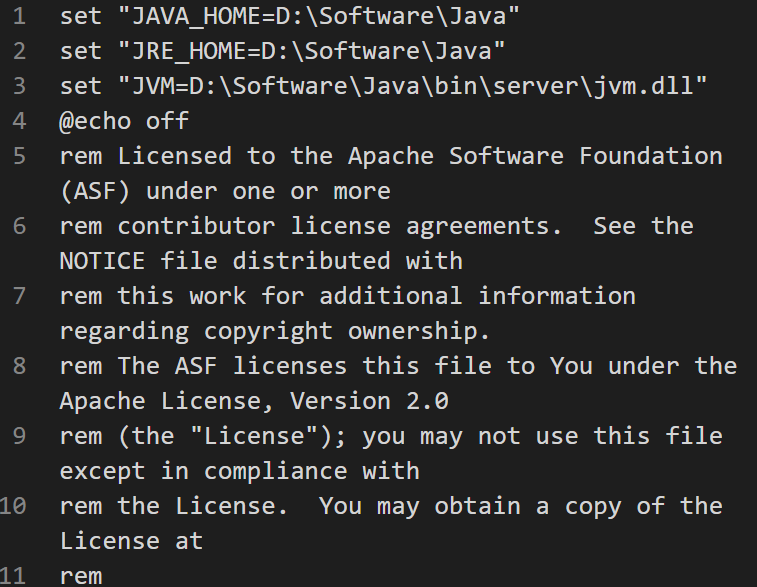 1 set "JAVA_HOME=D:\Software\Java"
2 set "JRE_HOME=D:\Software\Java"
3 set "JVM=D:\Software\Java\bin\server\jvm.dll"
4 @echo off
5 rem Licensed to the Apache Software Foundation
(ASF) under one or more
6 rem contributor license agreements.  See the
NOTICE file distributed with
7 rem this work for additional information
regarding copyright ownership.
8 rem The ASF licenses this file to You under the
Apache License, Version 2.0
9 rem (the "License"); you may not use this file
except in compliance with
10 rem the License.  You may obtain a copy of the
License at
11 rem